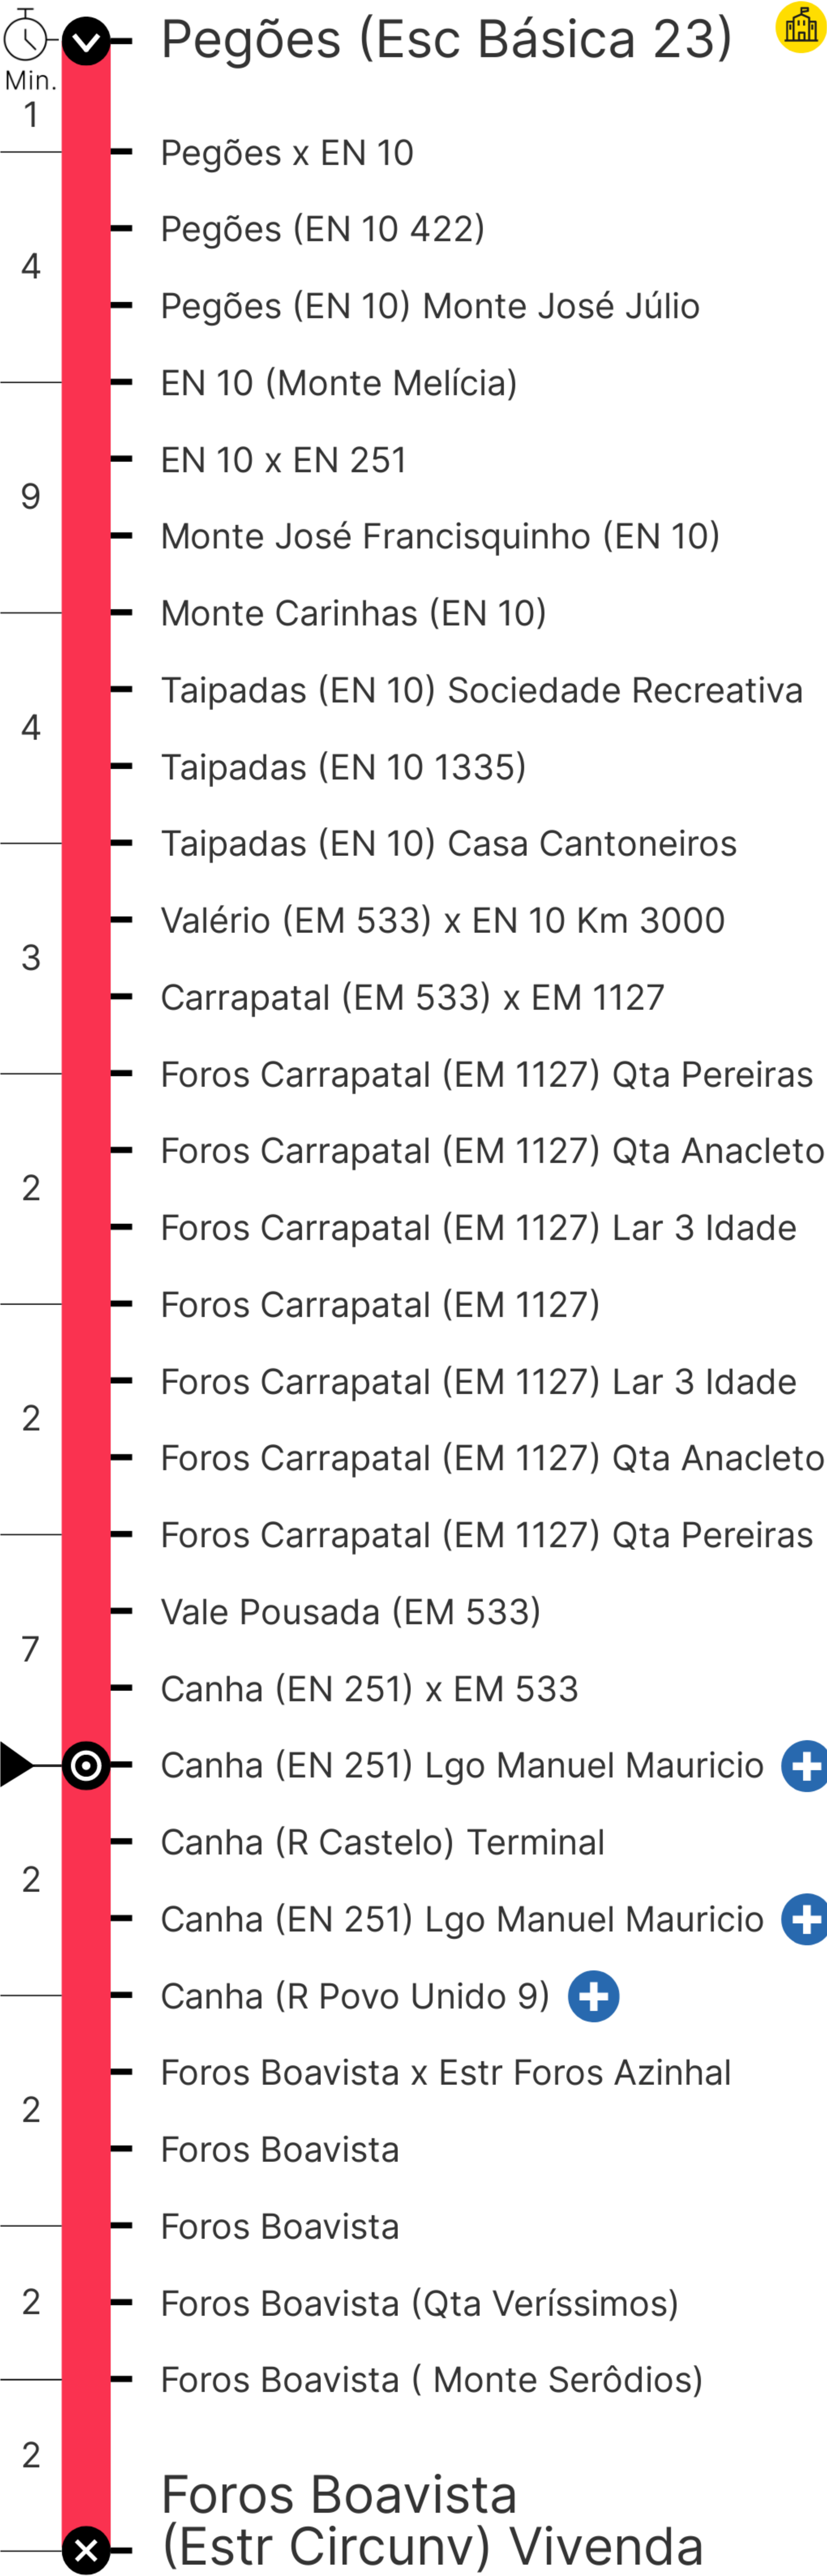 Pegões (Esc Básica 23)
Min.
1
Pegões x EN 10
Pegões (EN 10 422)
4
Pegões (EN 10) Monte José Júlio
EN 10 (Monte Melícia)
EN 10 x EN 251
9
Monte José Francisquinho (EN 10)
Monte Carinhas (EN 10)
Taipadas (EN 10) Sociedade Recreativa
4
Taipadas (EN 10 1335)
Taipadas (EN 10) Casa Cantoneiros
Valério (EM 533) x EN 10 Km 3000
3
Carrapatal (EM 533) x EM 1127
Foros Carrapatal (EM 1127) Qta Pereiras
Foros Carrapatal (EM 1127) Qta Anacleto
2
Foros Carrapatal (EM 1127) Lar 3 Idade
Foros Carrapatal (EM 1127)
Foros Carrapatal (EM 1127) Lar 3 Idade
2
Foros Carrapatal (EM 1127) Qta Anacleto
Foros Carrapatal (EM 1127) Qta Pereiras
Vale Pousada (EM 533)
7
Canha (EN 251) x EM 533
Canha (EN 251) Lgo Manuel Mauricio
Canha (R Castelo) Terminal
2
Canha (EN 251) Lgo Manuel Mauricio
Canha (R Povo Unido 9)
Foros Boavista x Estr Foros Azinhal
2
Foros Boavista
Foros Boavista
2
Foros Boavista (Qta Veríssimos)
Foros Boavista ( Monte Serôdios)
2
Foros Boavista
(Estr Circunv) Vivenda